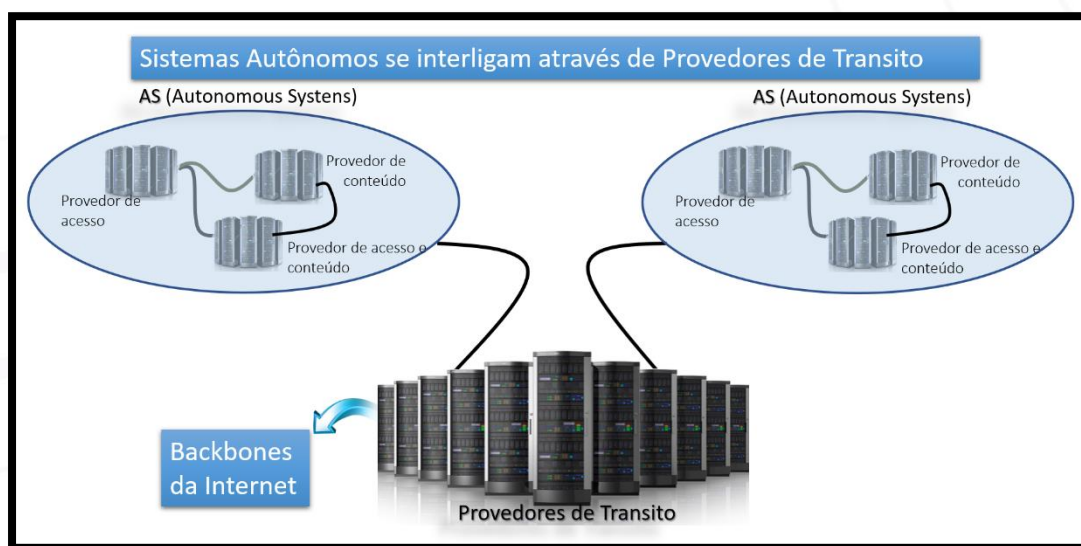 Sistemas Autônomos se interligam através de Provedores de Transito
AS (Autonomous Systens)
AS (Autonomous Systens)
Provedor de
conteúdo
Provedor de
acesso
Provedor de acesso e
conteúdo
Provedor de
conteúdo
Provedor de
acesso
Provedor de acesso e
conteúdo
Backbones
da Internet
Provedores de Transito